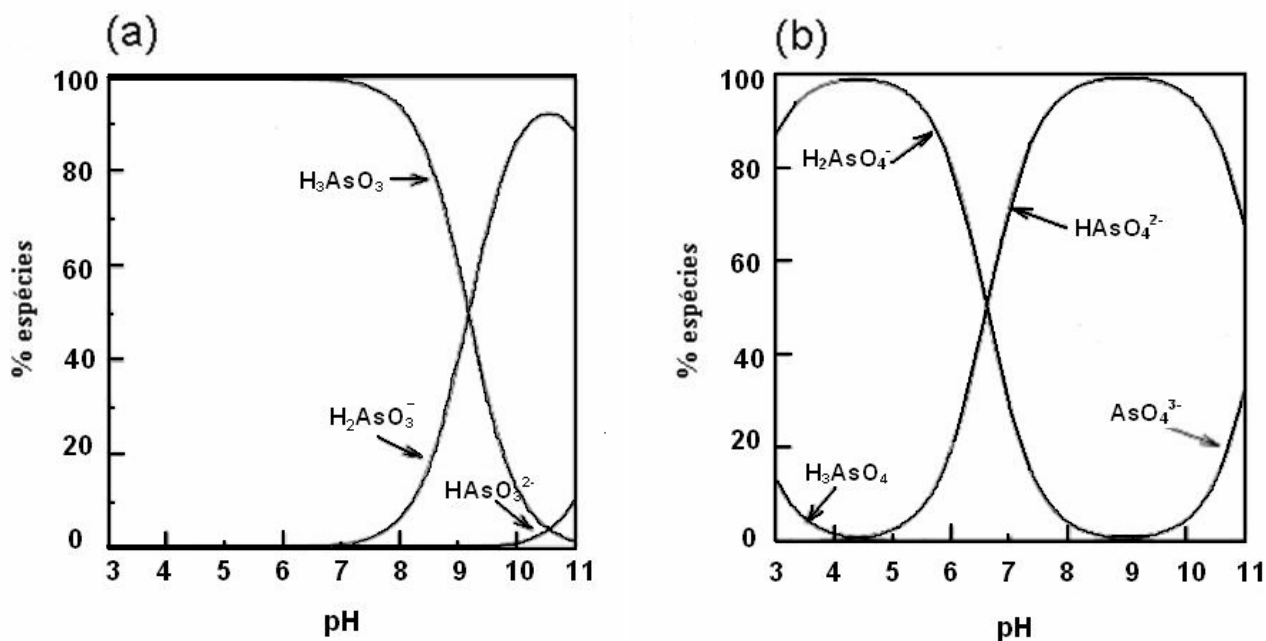 (a)
100
80
60
40
20
0
% espécies
H₃AsO₃
H₂AsO₃⁻
HAsO₃²⁻
3 4 5 6 7 8 9 10 11
pH
(b)
100
80
60
40
20
0
% espécies
H₂AsO₄⁻
HAsO₄²⁻
AsO₄³⁻
H₃AsO₄
3 4 5 6 7 8 9 10 11
pH